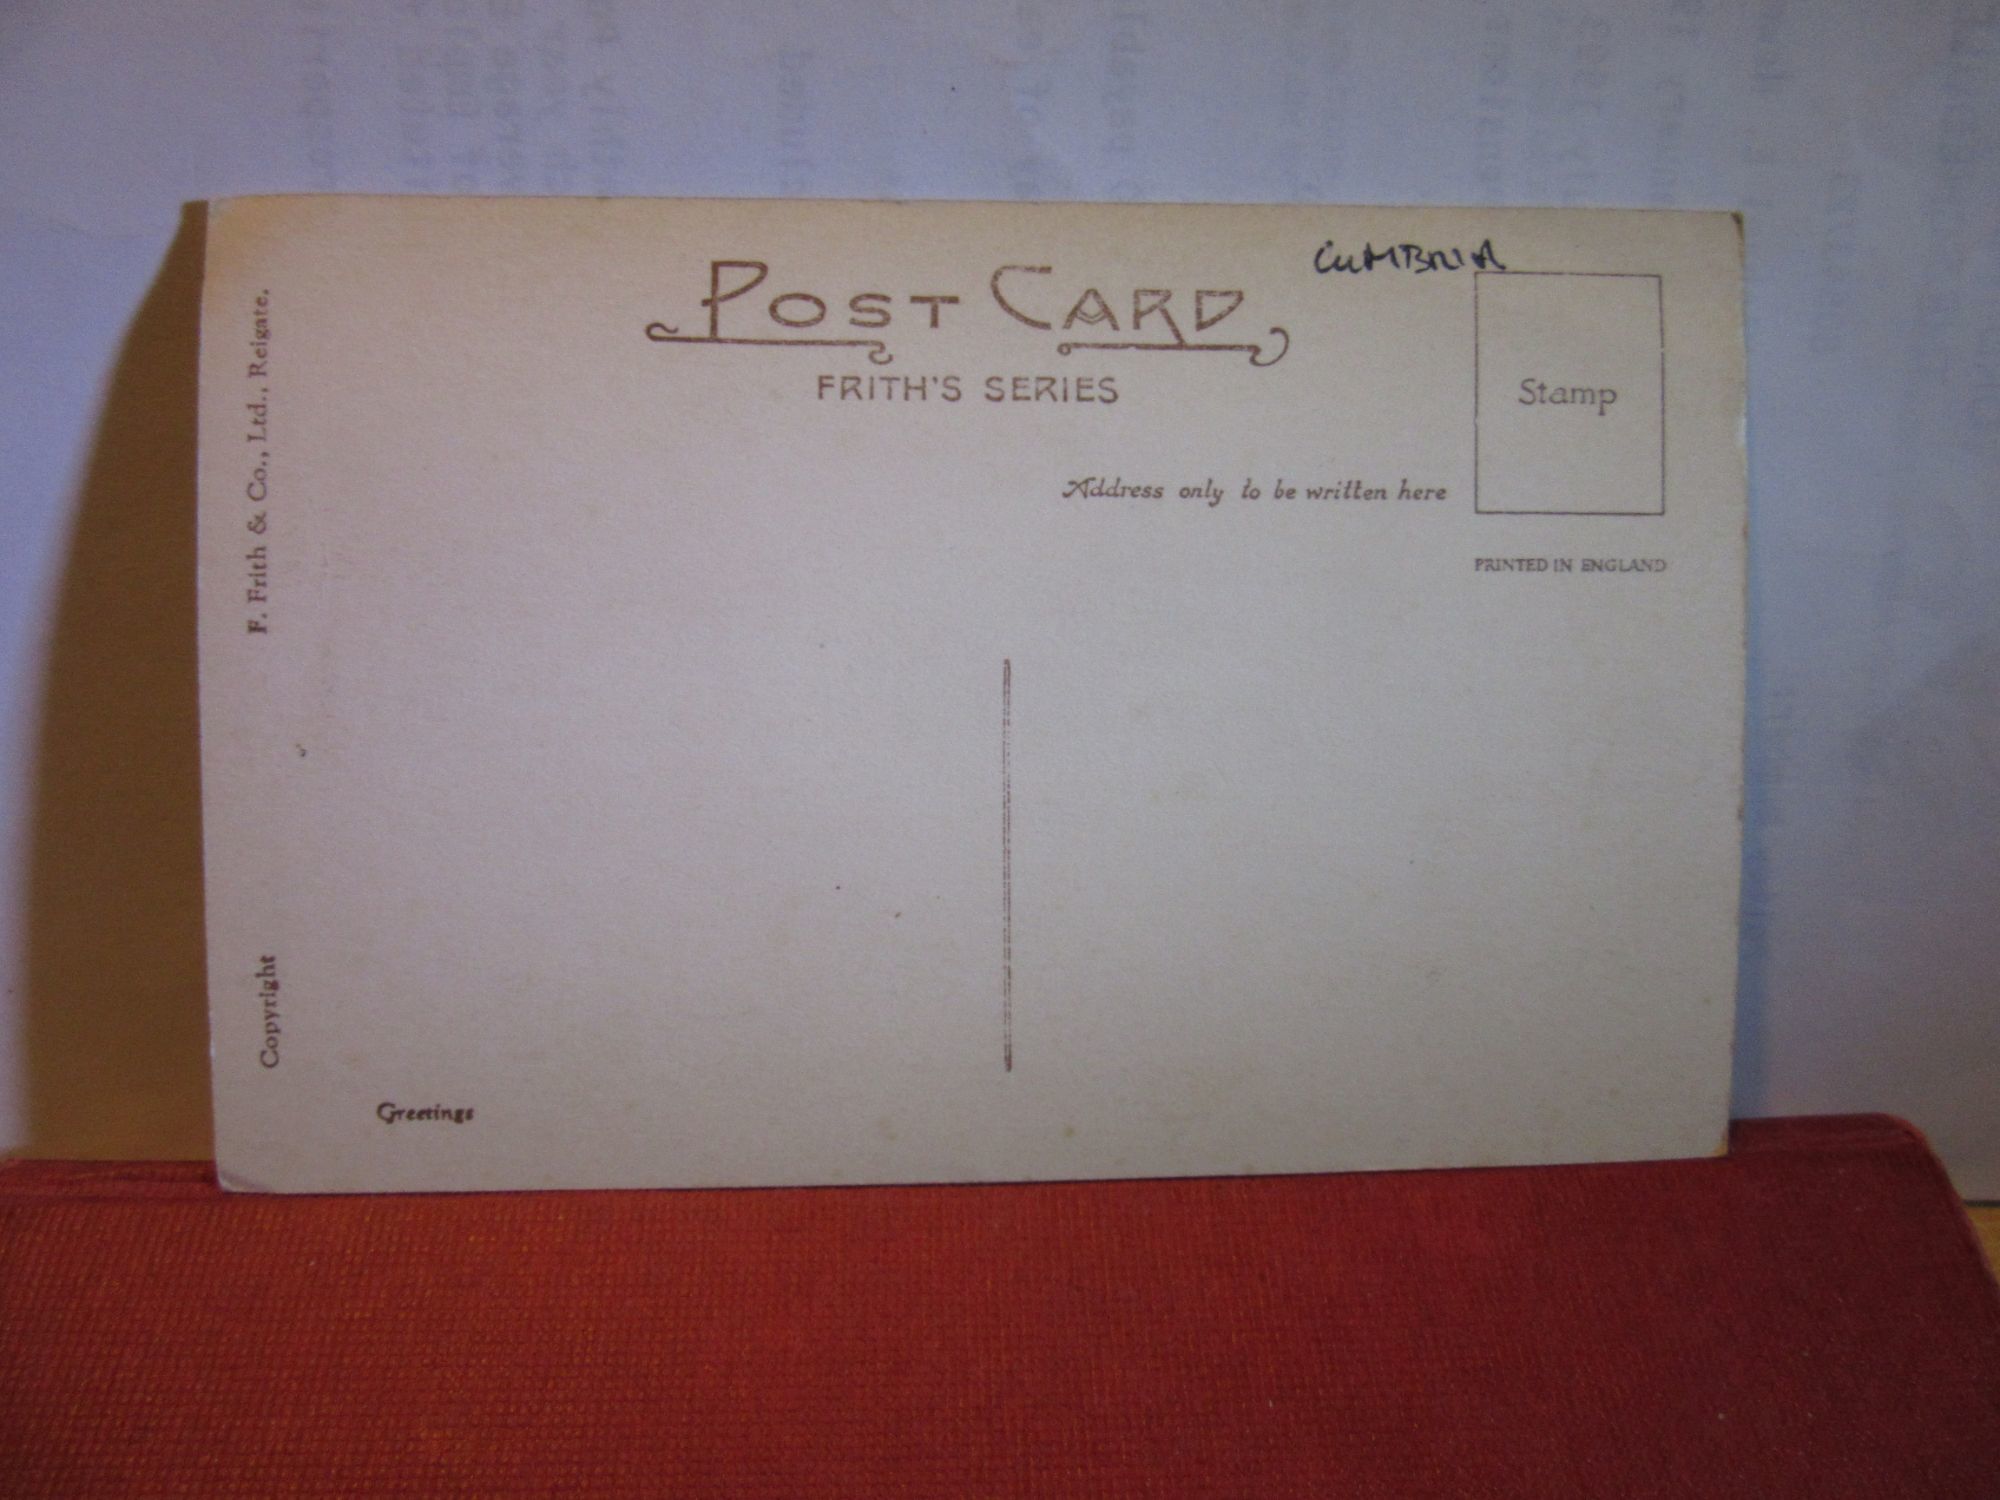 CUMBRIA
POST CARD
FRITH'S SERIES
Stamp
Address only to be written here
PRINTED IN ENGLAND
F. Frith & Co., Ltd., Reigate.
Copyright
Greetings